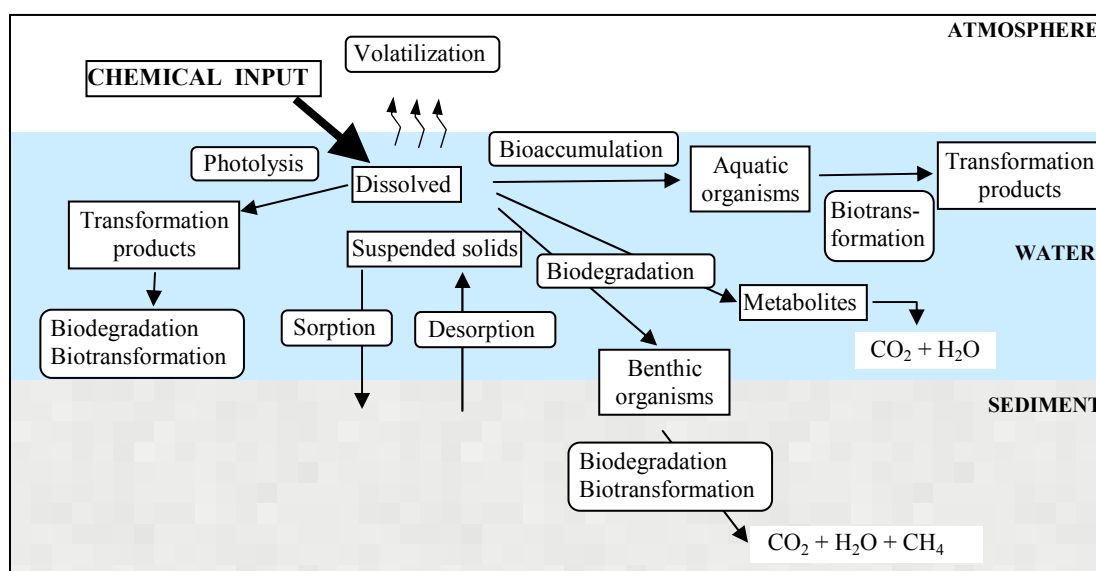 ATMOSPHERE
Volatilization
CHEMICAL INPUT
Photolysis
Bioaccumulation
Dissolved
Aquatic
organisms
Transformation
products
Biotrans-
formation
Transformation
products
Suspended solids
WATER
Biodegradation
Metabolites
Biodegradation
Biotransformation
Sorption
Desorption
CO₂ + H₂O
Benthic
organisms
SEDIMENT
Biodegradation
Biotransformation
CO₂ + H₂O + CH₄